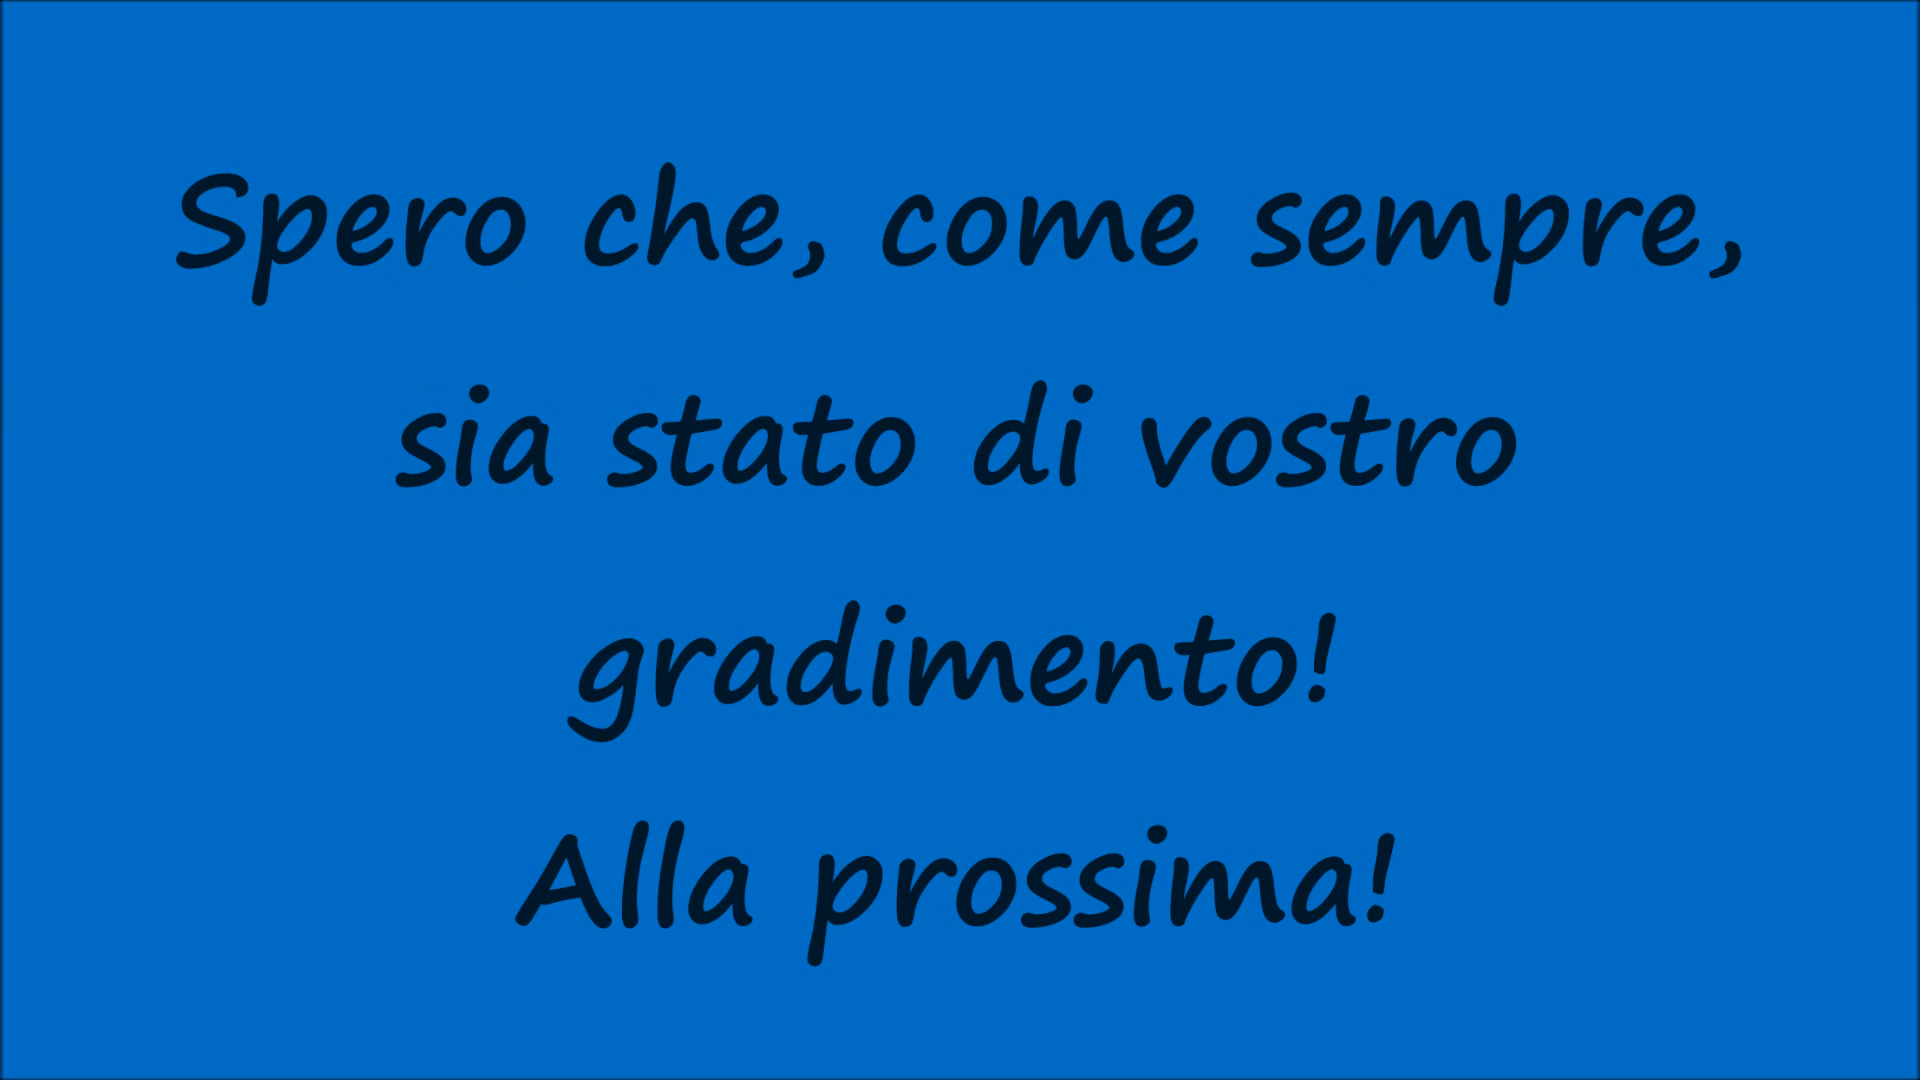 Spero che, come sempre,
sia stato di vostro
gradimento!
Alla prossima!